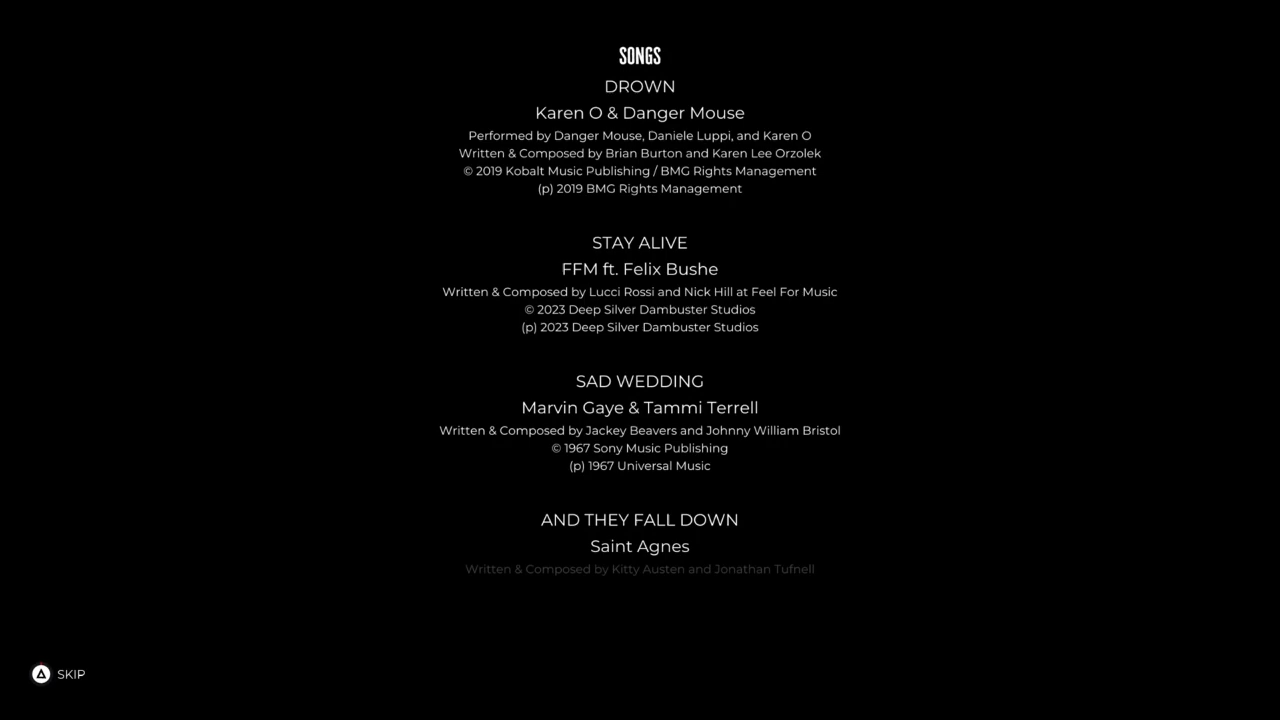 SONGS
DROWN
Karen O & Danger Mouse
Performed by Danger Mouse, Daniele Luppi, and Karen O
Written & Composed by Brian Burton and Karen Lee Orzolek
© 2019 Kobalt Music Publishing / BMG Rights Management
(p) 2019 BMG Rights Management
STAY ALIVE
FFM ft. Felix Bushe
Written & Composed by Lucci Rossi and Nick Hill at Feel For Music
© 2023 Deep Silver Dambuster Studios
(p) 2023 Deep Silver Dambuster Studios
SAD WEDDING
Marvin Gaye & Tammi Terrell
Written & Composed by Jackey Beavers and Johnny William Bristol
© 1967 Sony Music Publishing
(p) 1967 Universal Music
AND THEY FALL DOWN
Saint Agnes
Written & Composed by Kitty Austen and Jonathan Tufnell
SKIP